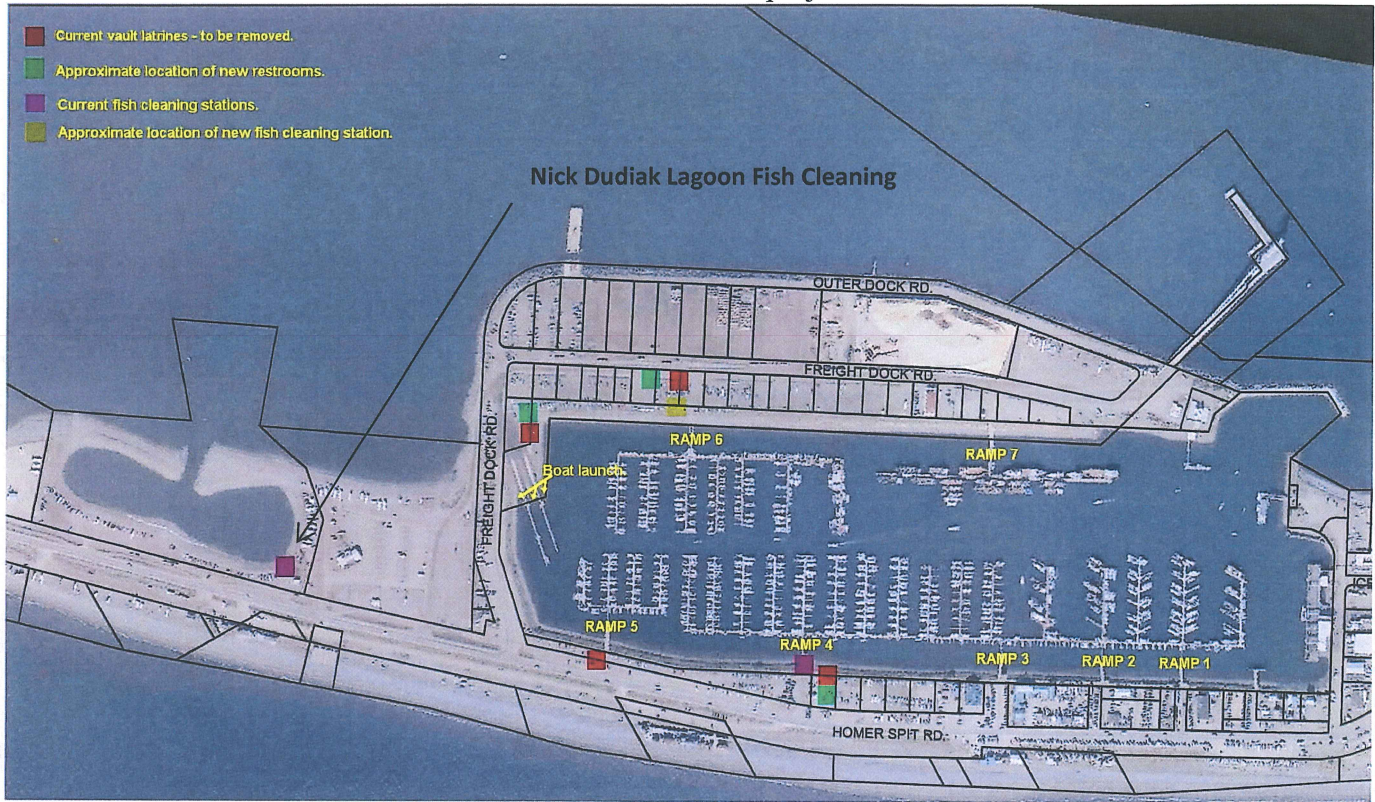 Current vault latrines - to be removed.
Approximate location of new restrooms.
Current fish cleaning stations.
Approximate location of new fish cleaning station.
Nick Dudiak Lagoon Fish Cleaning
OUTER DOCK RD.
FREIGHT DOCK RD.
FREIGHT DOCK RD.
RAMP 6
RAMP 7
Boat launch
RAMP 5
RAMP 4
RAMP 3
RAMP 2
RAMP 1
HOMER SPIT RD.